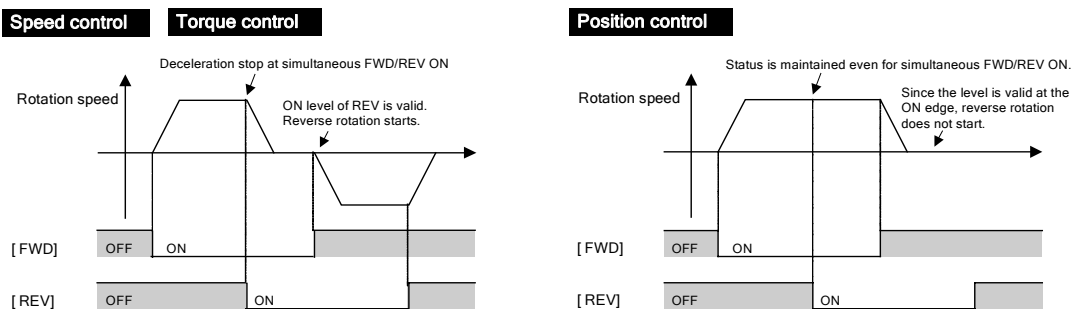 Speed control
Torque control
Deceleration stop at simultaneous FWD/REV ON
Rotation speed
ON level of REV is valid.
Reverse rotation starts.
[ FWD]
OFF
ON
[ REV]
OFF
ON
Position control
Status is maintained even for simultaneous FWD/REV ON.
Rotation speed
Since the level is valid at the
ON edge, reverse rotation
does not start.
[ FWD]
OFF
ON
[ REV]
OFF
ON